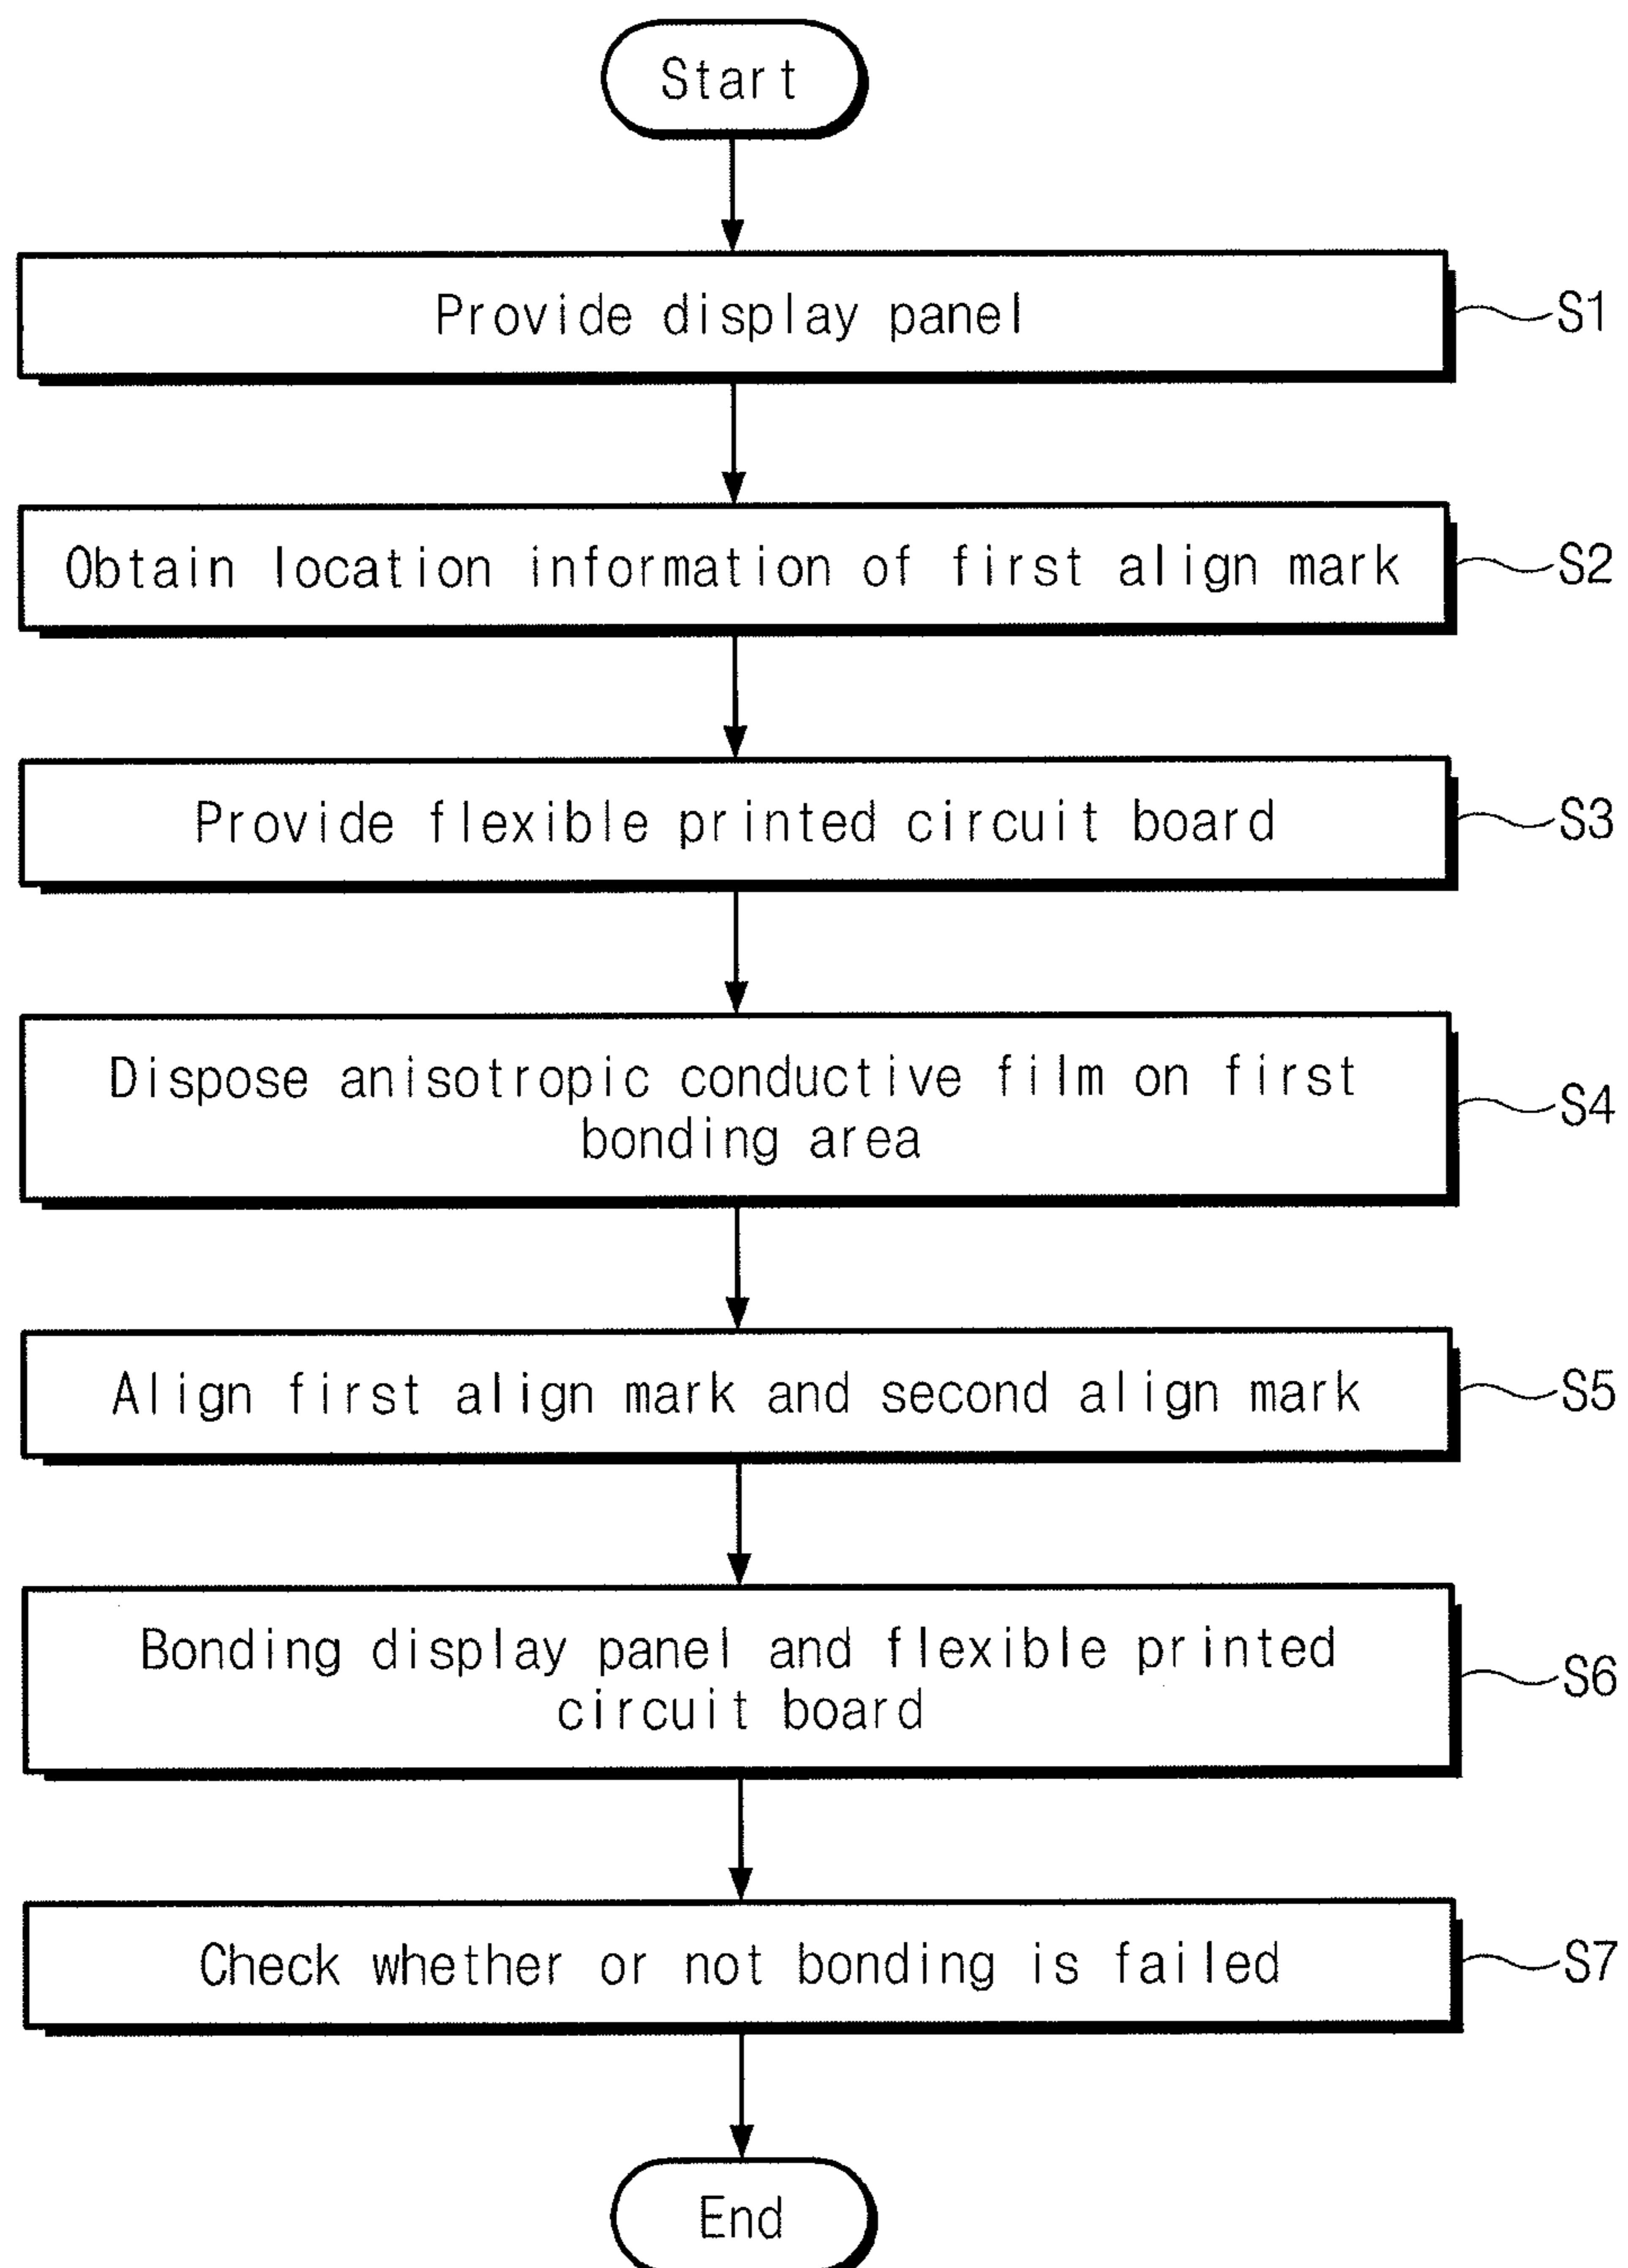 Start
Provide display panel
S1
Obtain location information of first align mark
S2
Provide flexible printed circuit board
S3
Dispose anisotropic conductive film on first
bonding area
S4
Align first align mark and second align mark
S5
Bonding display panel and flexible printed
circuit board
S6
Check whether or not bonding is failed
S7
End